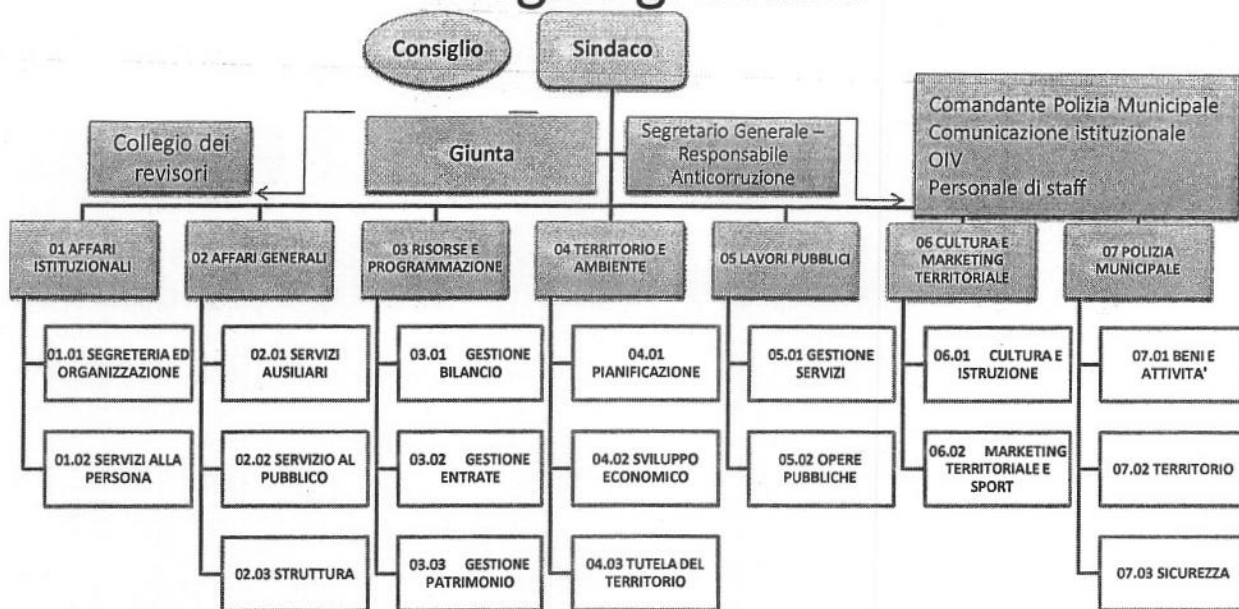 Consiglio
Sindaco
Collegio dei
revisori
Giunta
Segretario Generale –
Responsabile
Anticorruzione
Comandante Polizia Municipale
Comunicazione istituzionale
OIV
Personale di staff
01 AFFARI
ISTITUZIONALI
02 AFFARI GENERALI
03 RISORSE E
PROGRAMMAZIONE
04 TERRITORIO E
AMBIENTE
05 LAVORI PUBBLICI
06 CULTURA E
MARKETING
TERRITORIALE
07 POLIZIA
MUNICIPALE
01.01 SEGRETERIA ED
ORGANIZZAZIONE
02.01 SERVIZI
AUSILIARI
03.01 GESTIONE
BILANCIO
04.01
PIANIFICAZIONE
05.01 GESTIONE
SERVIZI
06.01 CULTURA E
ISTRUZIONE
07.01 BENI E
ATTIVITA'
01.02 SERVIZI ALLA
PERSONA
02.02 SERVIZIO AL
PUBBLICO
03.02 GESTIONE
ENTRATE
04.02 SVILUPPO
ECONOMICO
05.02 OPERE
PUBBLICHE
06.02 MARKETING
TERRITORIALE E
SPORT
07.02 TERRITORIO
02.03 STRUTTURA
03.03 GESTIONE
PATRIMONIO
04.03 TUTELA DEL
TERRITORIO
07.03 SICUREZZA